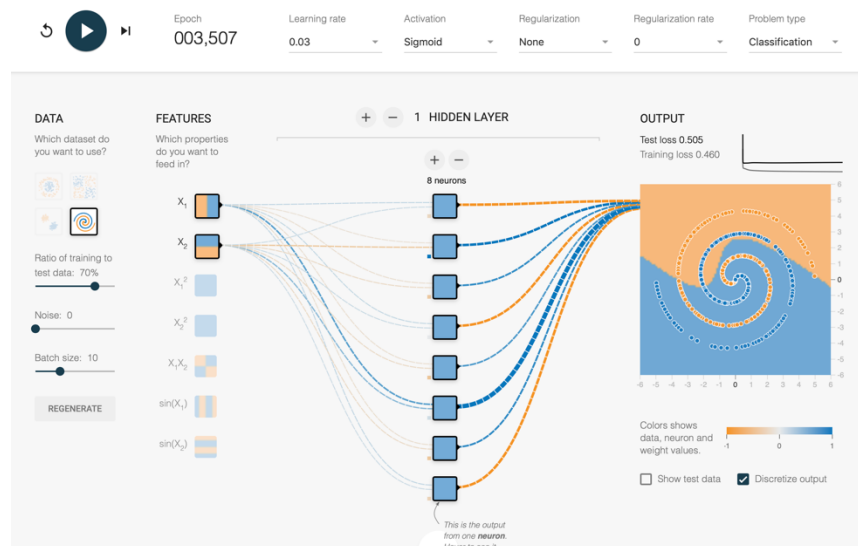 Epoch
003,507
Learning rate
0.03
Activation
Sigmoid
Regularization
None
Regularization rate
0
Problem type
Classification
DATA
Which dataset do
you want to use?
Ratio of training to
test data: 70%
Noise: 0
Batch size: 10
REGENERATE
FEATURES
Which properties
do you want to
feed in?
X₁
X₂
X₁²
X₂²
X₁X₂
sin(X₁)
sin(X₂)
+ − 1 HIDDEN LAYER
+ −
8 neurons
This is the output
from one neuron.
Hover to see it
OUTPUT
Test loss 0.505
Training loss 0.460
6
5
4
3
2
1
0
-1
-2
-3
-4
-5
-6
-6 -5 -4 -3 -2 -1 0 1 2 3 4 5 6
Colors shows
data, neuron and
weight values.
-1 0 1
Show test data
Discretize output